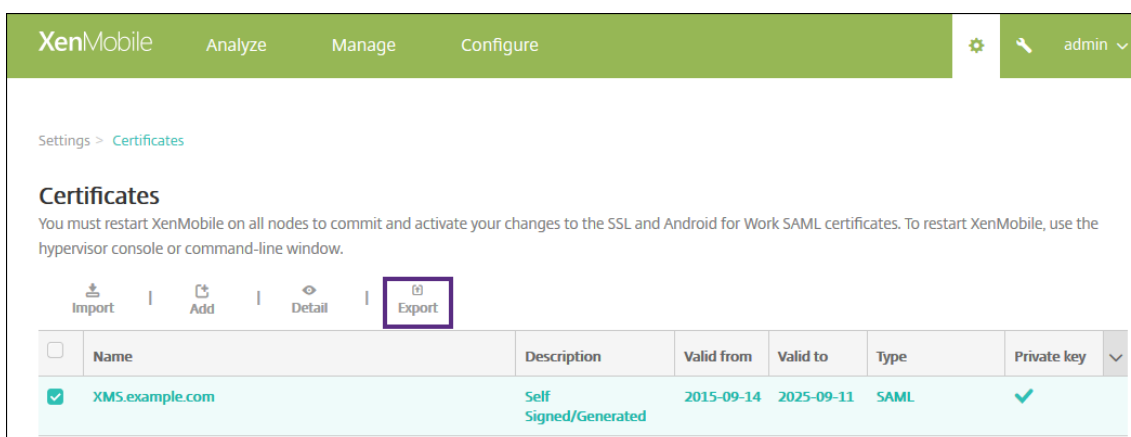 XenMobile Analyze Manage Configure admin
Settings > Certificates
Certificates
You must restart XenMobile on all nodes to commit and activate your changes to the SSL and Android for Work SAML certificates. To restart XenMobile, use the
hypervisor console or command-line window.
Import | Add | Detail | Export
Name Description Valid from Valid to Type Private key
XMS.example.com Self 2015-09-14 2025-09-11 SAML
Signed/Generated